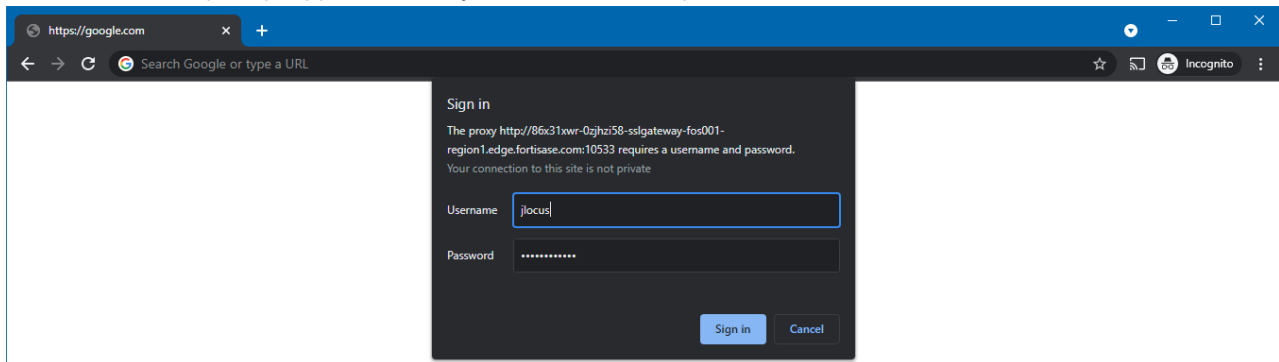 https://google.com
Search Google or type a URL
Incognito
Sign in
The proxy http://86x31xwr-0zjhzi58-sslgateway-fos001-
region1.edge.fortisase.com:10533 requires a username and password.
Your connection to this site is not private
Username jlocus
Password ••••••••••••
Sign in Cancel